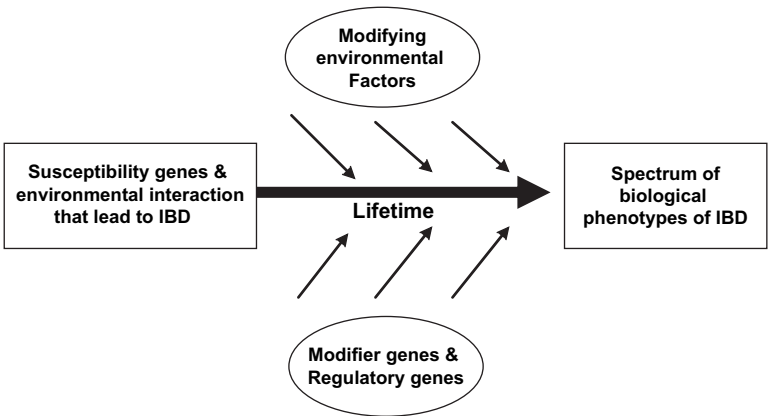 Modifying
environmental
Factors
Susceptibility genes &
environmental interaction
that lead to IBD
Lifetime
Spectrum of
biological
phenotypes of IBD
Modifier genes &
Regulatory genes